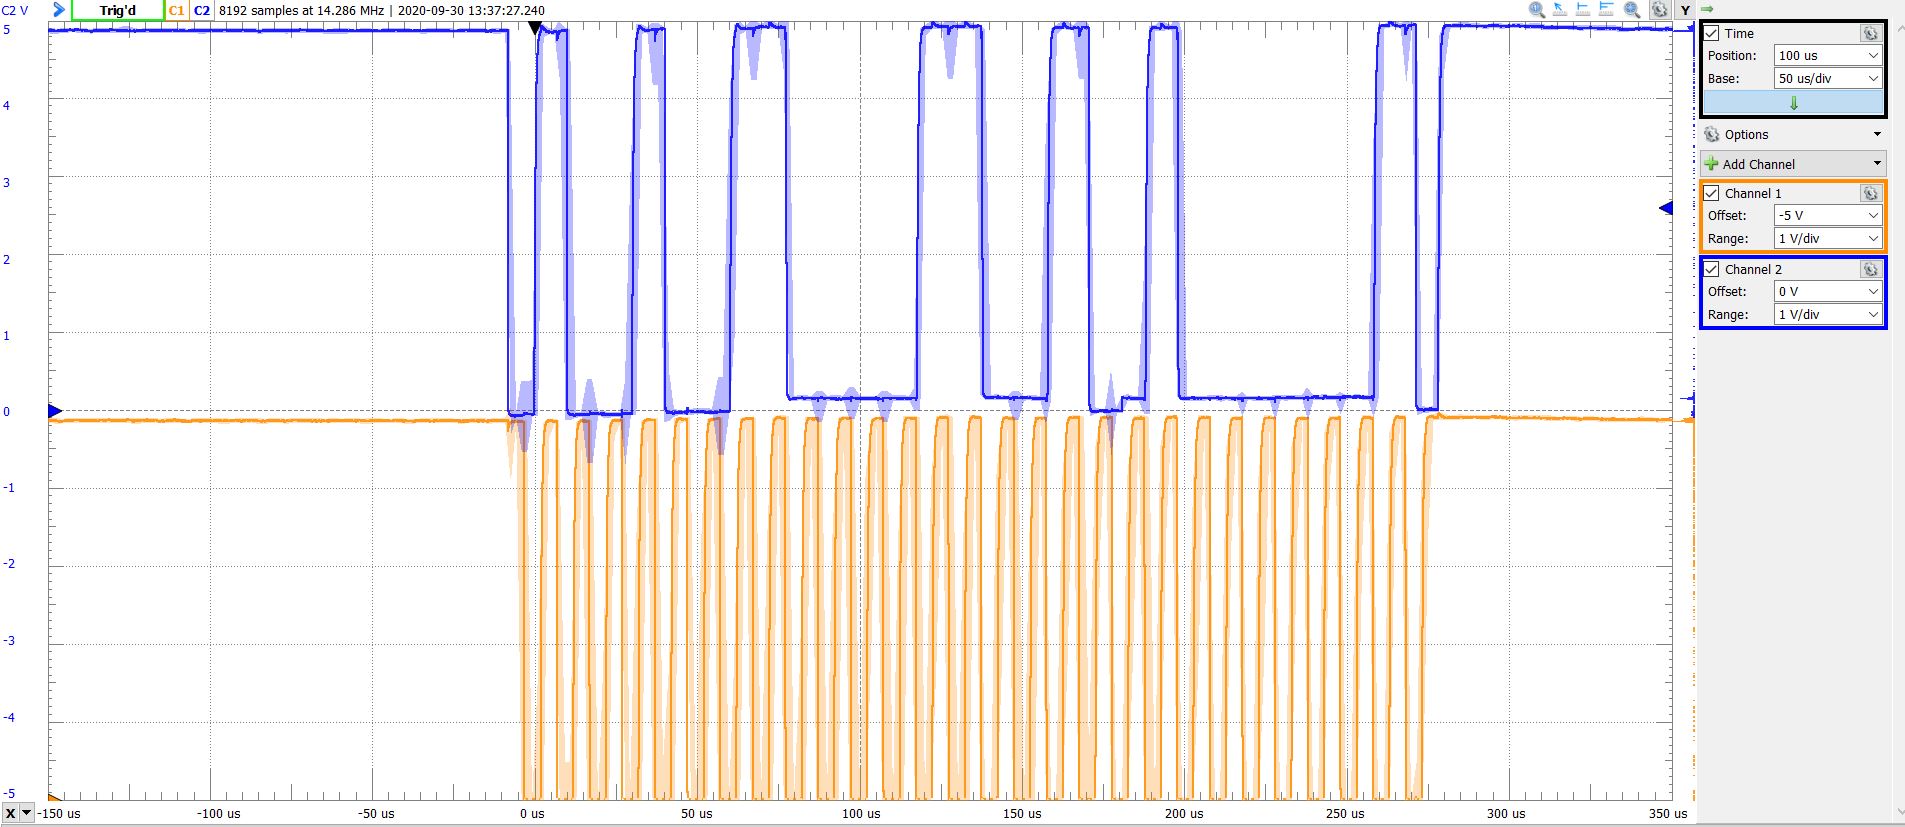 C2 V Trig'd C1 C2 8192 samples at 14.286 MHz | 2020-09-30 13:37:27.240 Y
5
4
3
2
1
0
-1
-2
-3
-4
-5
X -150 us -100 us -50 us 0 us 50 us 100 us 150 us 200 us 250 us 300 us 350 us
Time
Position: 100 us
Base: 50 us/div
Options
Add Channel
Channel 1
Offset: -5 V
Range: 1 V/div
Channel 2
Offset: 0 V
Range: 1 V/div